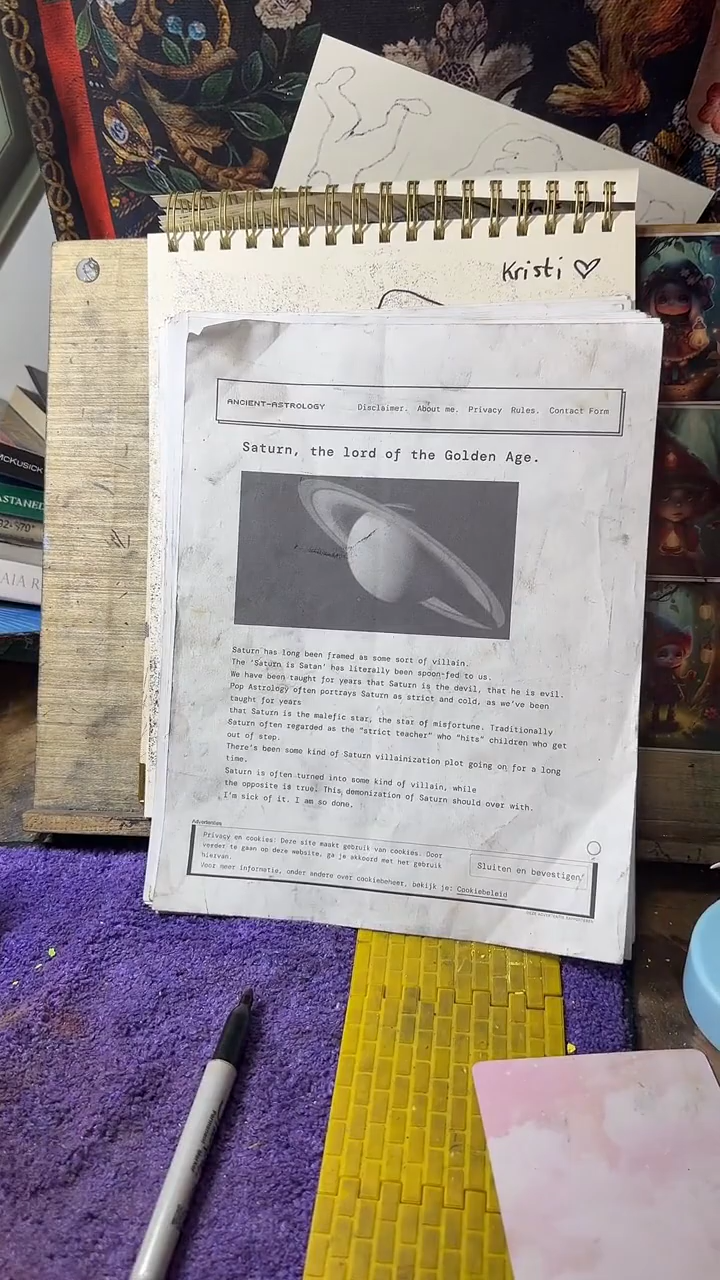 Kristi ♡
ANCIENT-ASTROLOGY Disclaimer. About me. Privacy Rules. Contact Form
Saturn, the lord of the Golden Age.
Saturn has long been framed as some sort of villain.
The 'Saturn is Satan' has literally been spoon-fed to us.
We have been taught for years that Saturn is the devil, that he is evil.
Pop Astrology often portrays Saturn as strict and cold, as we've been
taught for years
that Saturn is the malefic star, the star of misfortune. Traditionally
Saturn often regarded as the "strict teacher" who "hits" children who get
out of step.
There's been some kind of Saturn villainization plot going on for a long
time.
Saturn is often turned into some kind of villain, while
the opposite is true. This demonization of Saturn should over with.
I'm sick of it. I am so done.
Advertenties
Privacy en cookies: Deze site maakt gebruik van cookies. Door
verder te gaan op deze website, ga je akkoord met het gebruik
hiervan.
Voor meer informatie, onder andere over cookiebeheer, bekijk je: Cookiebeleid
Sluiten en bevestigen
McKUSICK